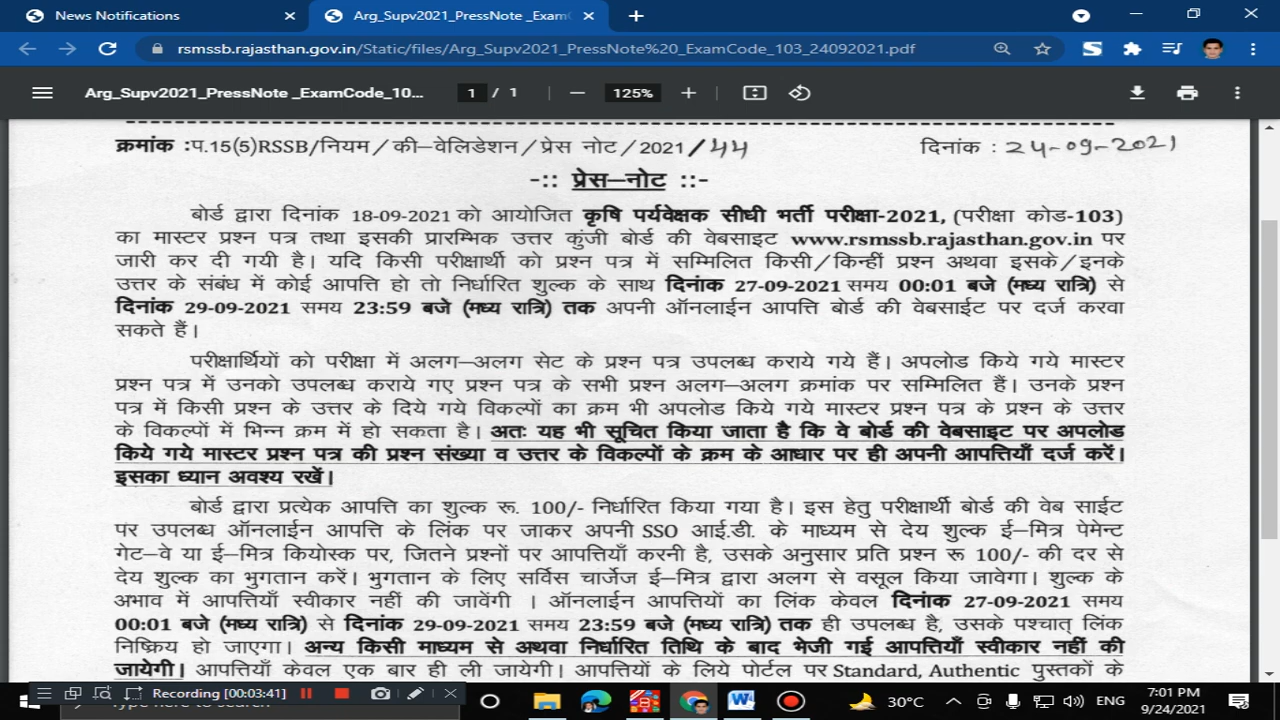 News Notifications
Arg_Supv2021_PressNote _ExamC
rsmssb.rajasthan.gov.in/Static/files/Arg_Supv2021_PressNote%20_ExamCode_103_24092021.pdf
Arg_Supv2021_PressNote _ExamCode_10... 1 / 1 125%
क्रमांक :प.15(5)RSSB/नियम/की–वेलिडेशन/प्रेस नोट/2021/44 दिनांक : 24-09-2021
-:: प्रेस–नोट ::-
बोर्ड द्वारा दिनांक 18-09-2021 को आयोजित कृषि पर्यवेक्षक सीधी भर्ती परीक्षा-2021, (परीक्षा कोड-103)
का मास्टर प्रश्न पत्र तथा इसकी प्रारम्भिक उत्तर कुंजी बोर्ड की वेबसाइट www.rsmssb.rajasthan.gov.in पर
जारी कर दी गयी है। यदि किसी परीक्षार्थी को प्रश्न पत्र में सम्मिलित किसी/किन्हीं प्रश्न अथवा इसके/इनके
उत्तर के संबंध में कोई आपत्ति हो तो निर्धारित शुल्क के साथ दिनांक 27-09-2021 समय 00:01 बजे (मध्य रात्रि) से
दिनांक 29-09-2021 समय 23:59 बजे (मध्य रात्रि) तक अपनी ऑनलाईन आपत्ति बोर्ड की वेबसाईट पर दर्ज करवा
सकते हैं।
परीक्षार्थियों को परीक्षा में अलग–अलग सेट के प्रश्न पत्र उपलब्ध कराये गये हैं। अपलोड किये गये मास्टर
प्रश्न पत्र में उनको उपलब्ध कराये गए प्रश्न पत्र के सभी प्रश्न अलग–अलग क्रमांक पर सम्मिलित हैं। उनके प्रश्न
पत्र में किसी प्रश्न के उत्तर के दिये गये विकल्पों का क्रम भी अपलोड किये गये मास्टर प्रश्न पत्र के प्रश्न के उत्तर
के विकल्पों में भिन्न क्रम में हो सकता है। अतः यह भी सूचित किया जाता है कि वे बोर्ड की वेबसाइट पर अपलोड
किये गये मास्टर प्रश्न पत्र की प्रश्न संख्या व उत्तर के विकल्पों के क्रम के आधार पर ही अपनी आपत्तियाँ दर्ज करें।
इसका ध्यान अवश्य रखें।
बोर्ड द्वारा प्रत्येक आपत्ति का शुल्क रू. 100/- निर्धारित किया गया है। इस हेतु परीक्षार्थी बोर्ड की वेब साईट
पर उपलब्ध ऑनलाईन आपत्ति के लिंक पर जाकर अपनी SSO आई.डी. के माध्यम से देय शुल्क ई–मित्र पेमेन्ट
गेट–वे या ई–मित्र कियोस्क पर, जितने प्रश्नों पर आपत्तियाँ करनी है, उसके अनुसार प्रति प्रश्न रू 100/- की दर से
देय शुल्क का भुगतान करें। भुगतान के लिए सर्विस चार्जेज ई–मित्र द्वारा अलग से वसूल किया जावेगा। शुल्क के
अभाव में आपत्तियाँ स्वीकार नहीं की जावेंगी । ऑनलाईन आपत्तियों का लिंक केवल दिनांक 27-09-2021 समय
00:01 बजे (मध्य रात्रि) से दिनांक 29-09-2021 समय 23:59 बजे (मध्य रात्रि) तक ही उपलब्ध है, उसके पश्चात् लिंक
निष्क्रिय हो जाएगा। अन्य किसी माध्यम से अथवा निर्धारित तिथि के बाद भेजी गई आपत्तियाँ स्वीकार नहीं की
जायेगी। आपत्तियाँ केवल एक बार ही ली जायेगी। आपत्तियों के लिये पोर्टल पर Standard, Authentic पुस्तकों के
Recording [00:03:41]
30°C ENG 7:01 PM
9/24/2021